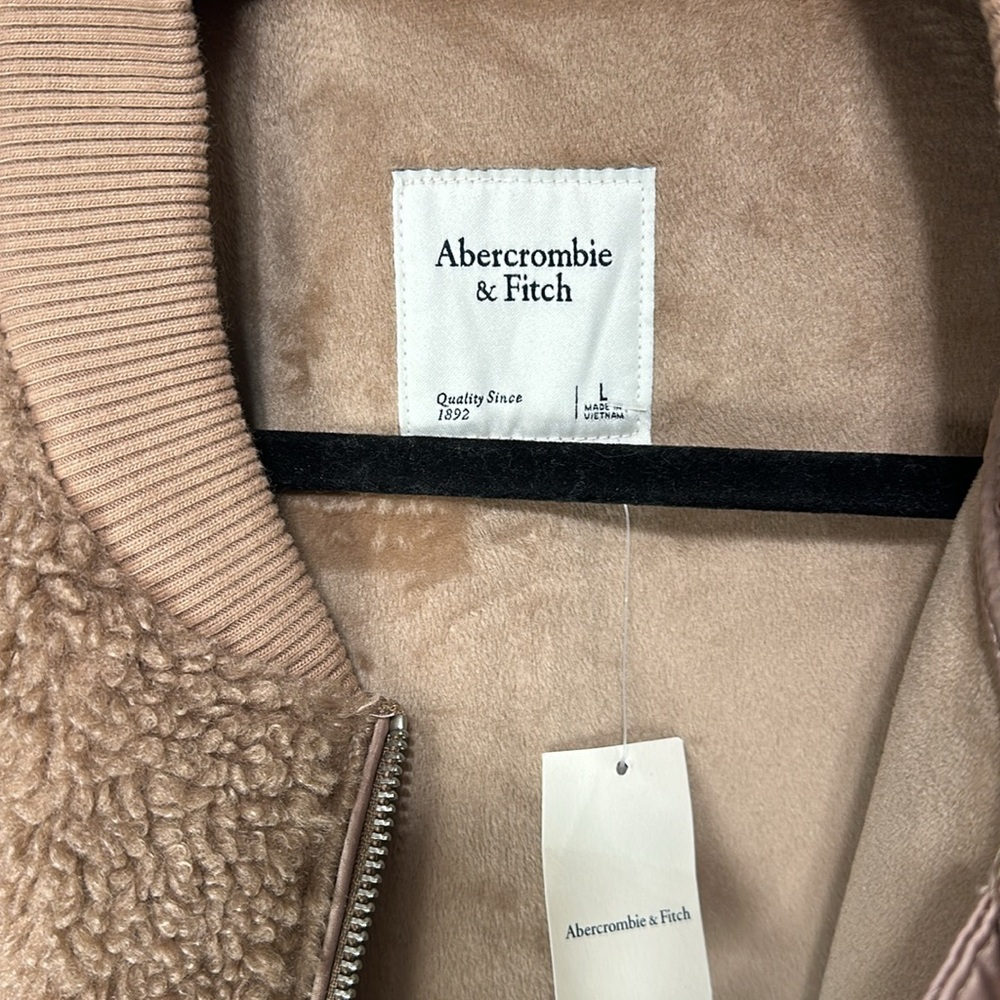 Abercrombie
& Fitch
Quality Since
1892
L
MADE IN
VIETNAM
Abercrombie & Fitch